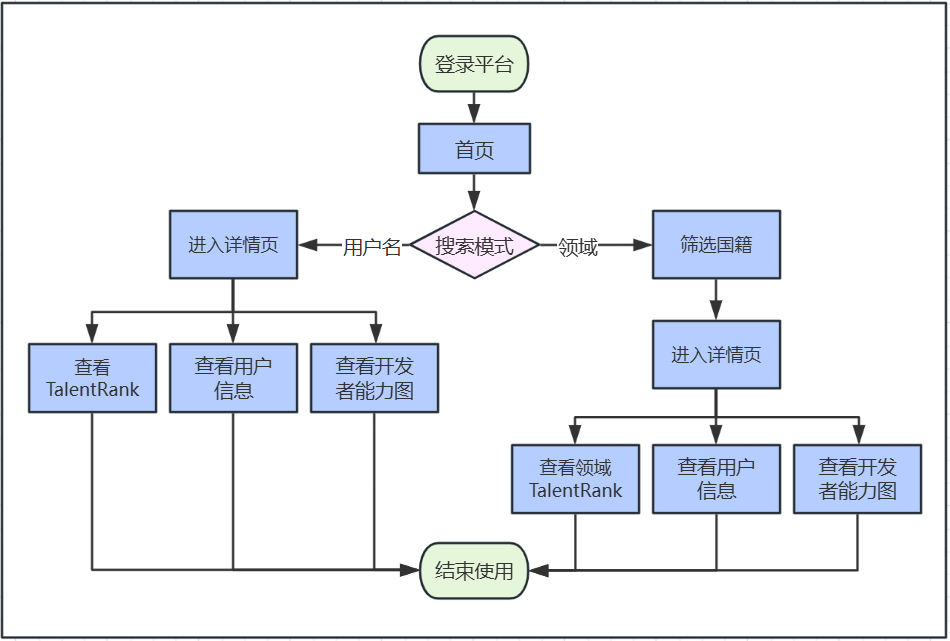 登录平台
首页
搜索模式
用户名
领域
进入详情页
筛选国籍
查看
TalentRank
查看用户
信息
查看开发
者能力图
进入详情页
查看领域
TalentRank
查看用户
信息
查看开发
者能力图
结束使用